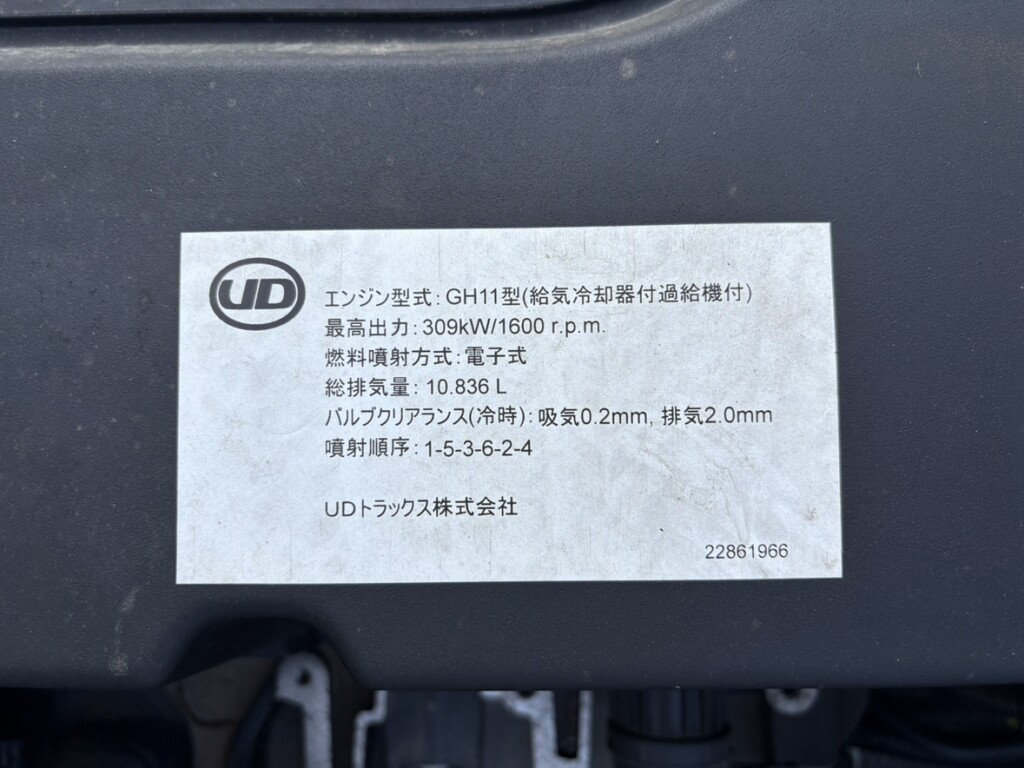 UD
エンジン型式: GH11型(給気冷却器付過給機付)
最高出力: 309kW/1600 r.p.m.
燃料噴射方式: 電子式
総排気量: 10.836 L
バルブクリアランス(冷時): 吸気0.2mm, 排気2.0mm
噴射順序: 1-5-3-6-2-4
UDトラックス株式会社
22861966